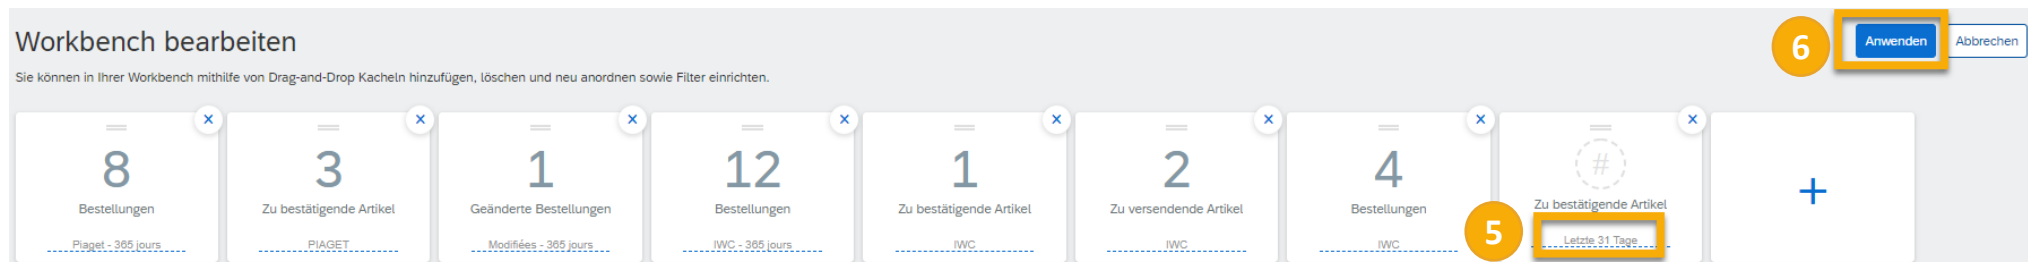 Workbench bearbeiten
6
Anwenden
Abbrechen
Sie können in Ihrer Workbench mithilfe von Drag-and-Drop Kacheln hinzufügen, löschen und neu anordnen sowie Filter einrichten.
8
Bestellungen
Piaget - 365 jours
3
Zu bestätigende Artikel
PIAGET
1
Geänderte Bestellungen
Modifiées - 365 jours
12
Bestellungen
IWC - 365 jours
1
Zu bestätigende Artikel
IWC
2
Zu versendende Artikel
IWC
4
Bestellungen
IWC
#
Zu bestätigende Artikel
5
Letzte 31 Tage
+